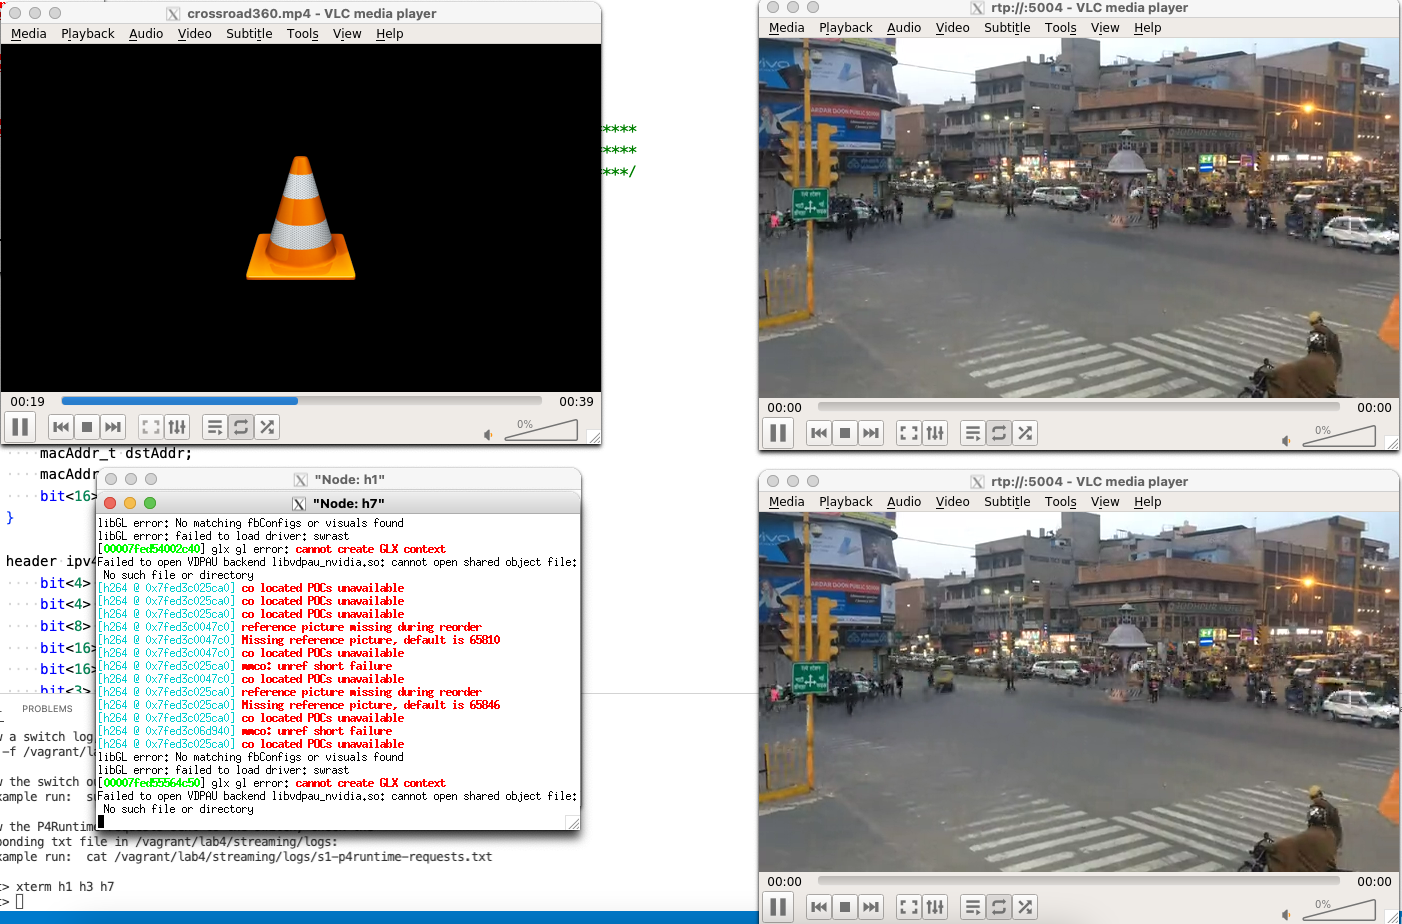 crossroad360.mp4 - VLC media player
Media Playback Audio Video Subtitle Tools View Help
00:19
00:39
0%
rtp://:5004 - VLC media player
Media Playback Audio Video Subtitle Tools View Help
vivo
00:00
00:00
0%
rtp://:5004 - VLC media player
Media Playback Audio Video Subtitle Tools View Help
00:00
00:00
0%
****
****
***/
macAddr_t dstAddr;
macAddr
bit<16>
}
header ipv4
bit<4>
bit<4>
bit<8>
bit<16>
bit<16>
bit<3>
"Node: h1"
"Node: h7"
libGL error: No matching fbConfigs or visuals found
libGL error: failed to load driver: swrast
[00007fed54002c40] glx gl error: cannot create GLX context
Failed to open VDPAU backend libvdpau_nvidia.so: cannot open shared object file:
No such file or directory
[h264 @ 0x7fed3c025ca0] co located POCs unavailable
[h264 @ 0x7fed3c025ca0] co located POCs unavailable
[h264 @ 0x7fed3c025ca0] co located POCs unavailable
[h264 @ 0x7fed3c0047c0] reference picture missing during reorder
[h264 @ 0x7fed3c0047c0] Missing reference picture, default is 65810
[h264 @ 0x7fed3c0047c0] co located POCs unavailable
[h264 @ 0x7fed3c025ca0] mmco: unref short failure
[h264 @ 0x7fed3c0047c0] co located POCs unavailable
[h264 @ 0x7fed3c025ca0] reference picture missing during reorder
[h264 @ 0x7fed3c025ca0] Missing reference picture, default is 65846
[h264 @ 0x7fed3c025ca0] co located POCs unavailable
[h264 @ 0x7fed3c06d940] mmco: unref short failure
[h264 @ 0x7fed3c025ca0] co located POCs unavailable
libGL error: No matching fbConfigs or visuals found
libGL error: failed to load driver: swrast
[00007fed55564c50] glx gl error: cannot create GLX context
Failed to open VDPAU backend libvdpau_nvidia.so: cannot open shared object file:
No such file or directory
PROBLEMS
w a switch log
-f /vagrant/la
w the switch ou
xample run: su
w the P4Runtime
ponding txt file in /vagrant/lab4/streaming/logs:
xample run: cat /vagrant/lab4/streaming/logs/s1-p4runtime-requests.txt
t> xterm h1 h3 h7
t>